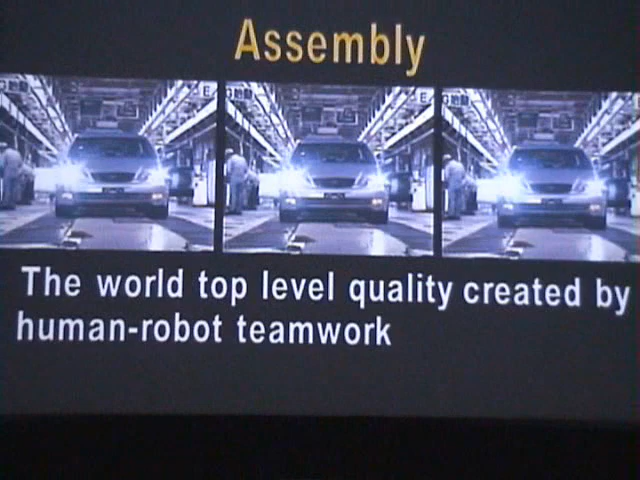 Assembly
The world top level quality created by
human-robot teamwork